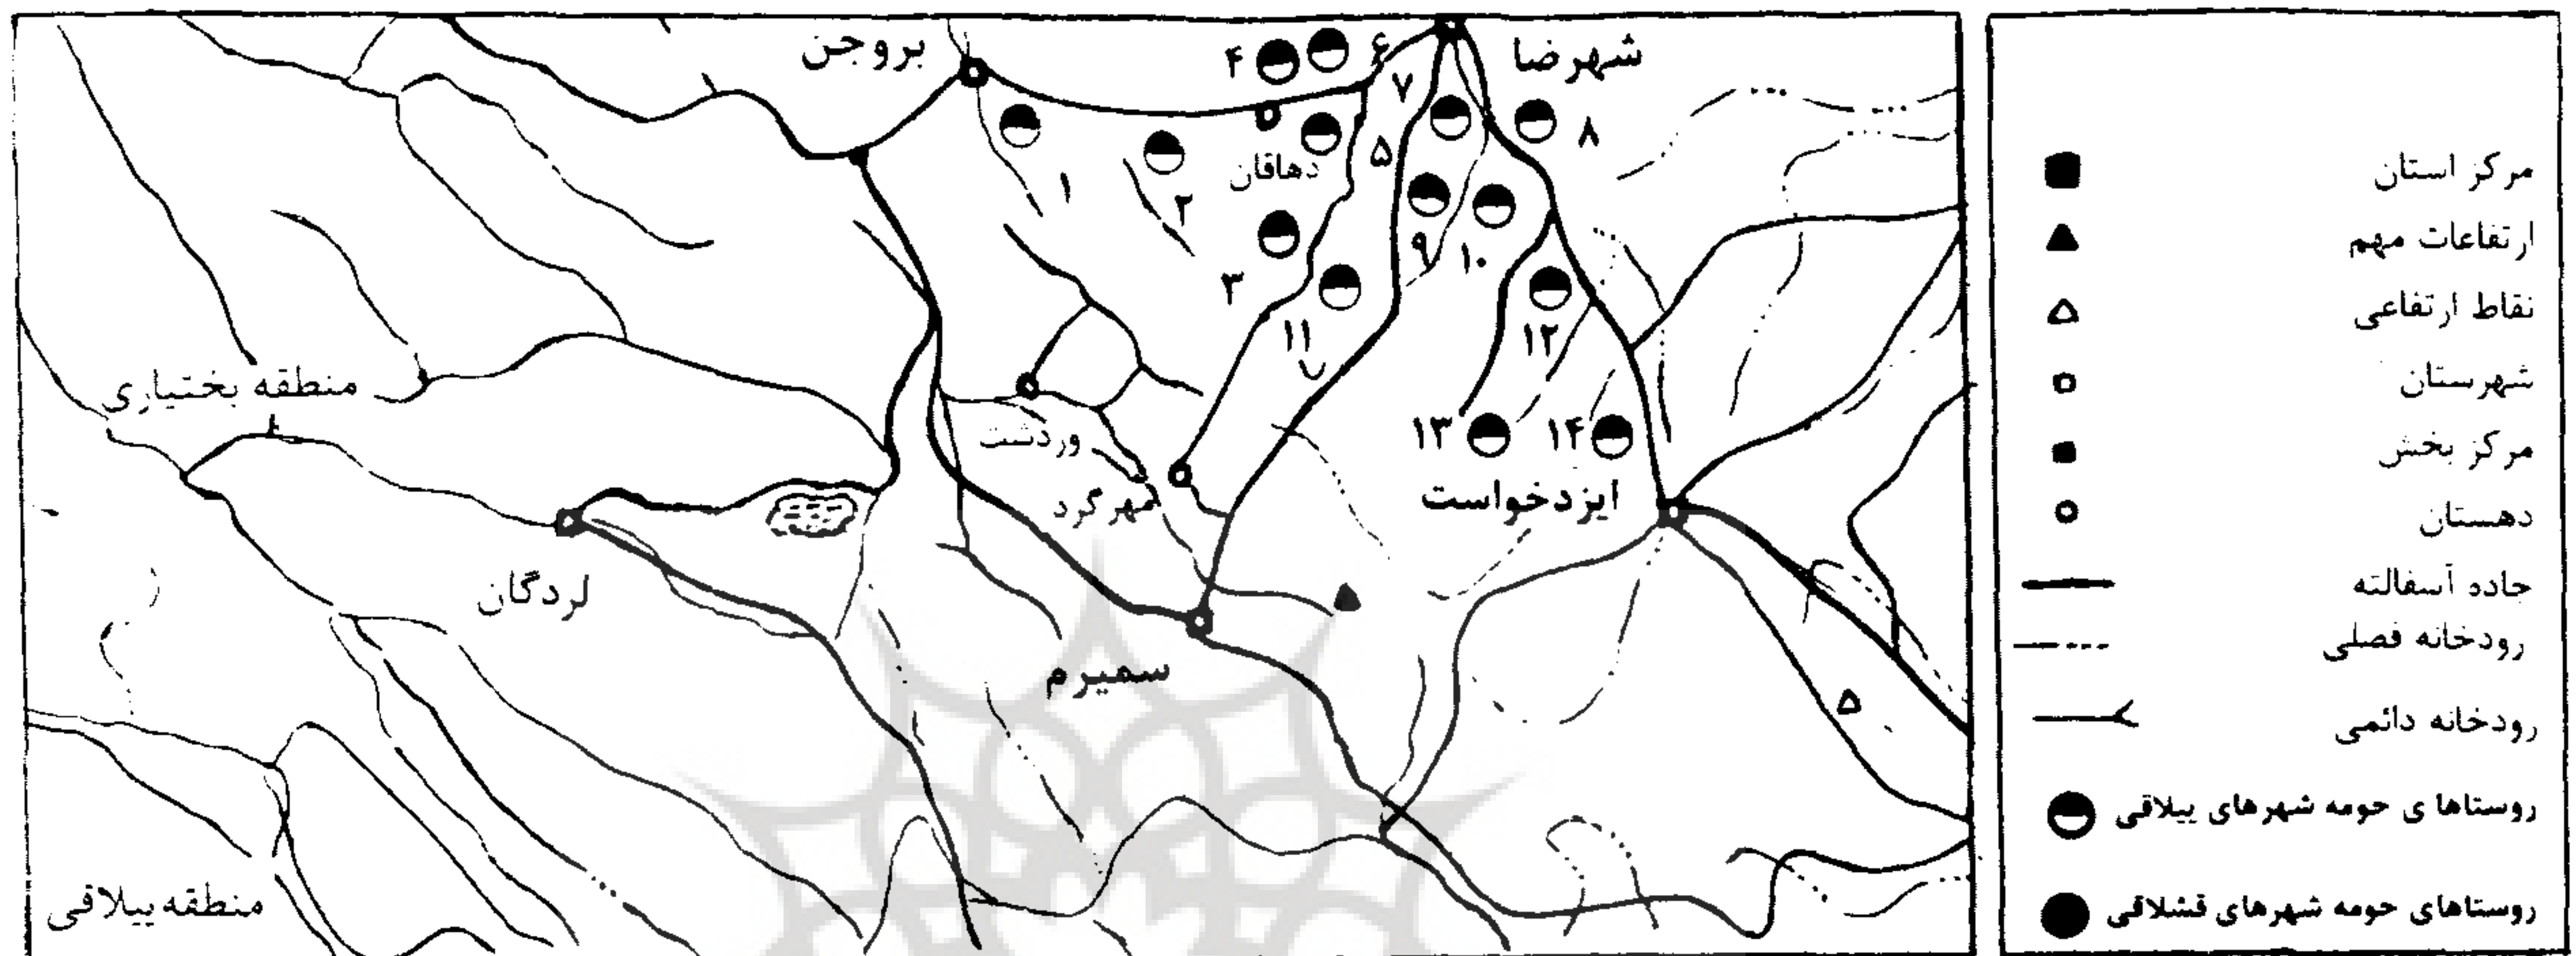 بروجن
شهرضا
۴
۶
۷
۸
۵
دهاقان
۱
۲
۳
۹
۱۰
۱۱
۱۲
۱۳
۱۴
منطقه بختیاری
وردشت
مهرگرد
ایزدخواست
لردگان
سمیرم
منطقه ییلاقی
مرکز استان
ارتفاعات مهم
نقاط ارتفاعی
شهرستان
مرکز بخش
دهستان
جاده آسفالته
رودخانه فصلی
رودخانه دائمی
روستاها ی حومه شهرهای ییلاقی
روستاهای حومه شهرهای قشلاقی